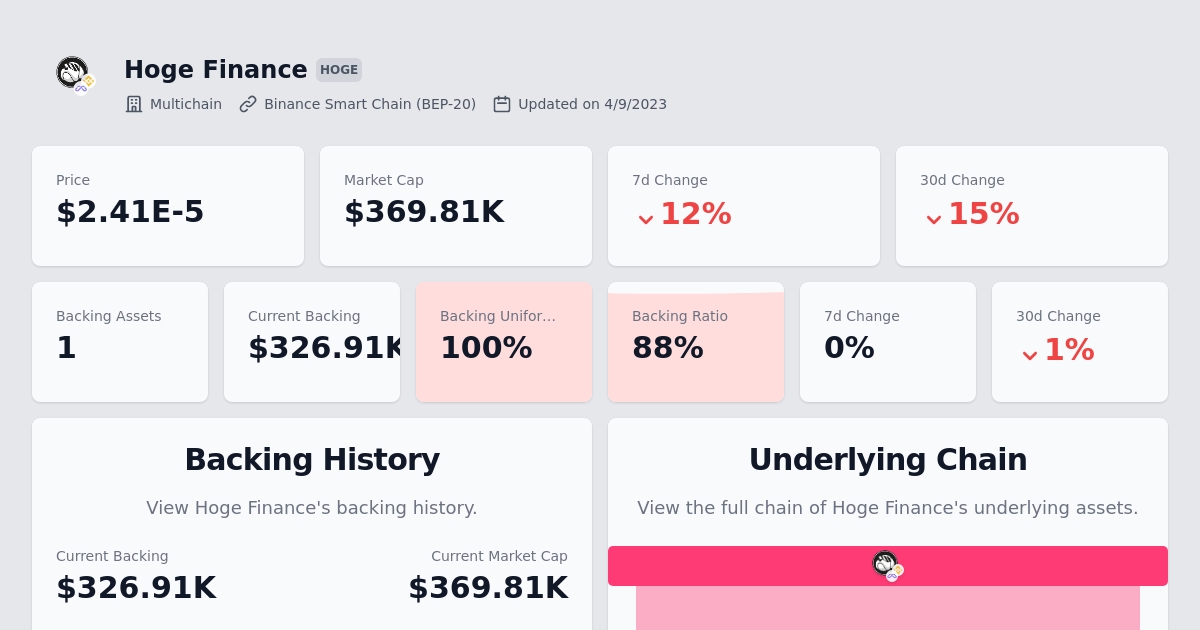 Hoge Finance HOGE
Multichain Binance Smart Chain (BEP-20) Updated on 4/9/2023
Price Market Cap 7d Change 30d Change
$2.41E-5 $369.81K 12% 15%
Backing Assets Current Backing Backing Unifor... Backing Ratio 7d Change 30d Change
1 $326.91K 100% 88% 0% 1%
Backing History
View Hoge Finance's backing history.
Current Backing Current Market Cap
$326.91K $369.81K
Underlying Chain
View the full chain of Hoge Finance's underlying assets.